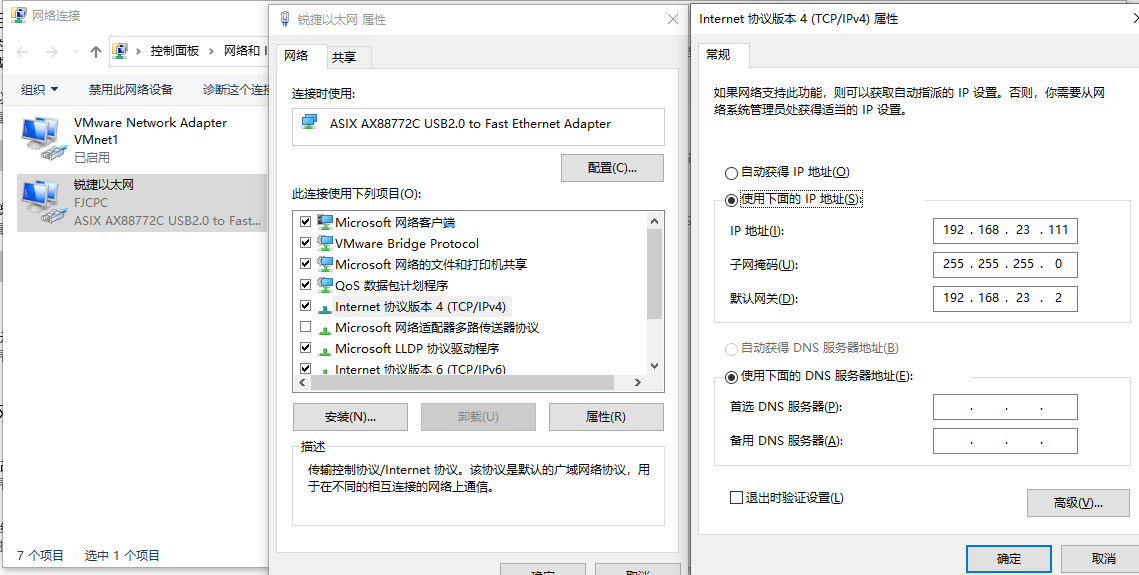 网络连接
控制面板
网络和 I
组织
禁用此网络设备
诊断这个连接
VMware Network Adapter
VMnet1
已启用
锐捷以太网
FJCPC
ASIX AX88772C USB2.0 to Fast...
7 个项目
选中 1 个项目
锐捷以太网 属性
网络
共享
连接时使用:
ASIX AX88772C USB2.0 to Fast Ethernet Adapter
配置(C)...
此连接使用下列项目(O):
Microsoft 网络客户端
VMware Bridge Protocol
Microsoft 网络的文件和打印机共享
QoS 数据包计划程序
Internet 协议版本 4 (TCP/IPv4)
Microsoft 网络适配器多路传送器协议
Microsoft LLDP 协议驱动程序
Internet 协议版本 6 (TCP/IPv6)
安装(N)...
卸载(U)
属性(R)
描述
传输控制协议/Internet 协议。该协议是默认的广域网络协议，用
于在不同的相互连接的网络上通信。
确定
取消
Internet 协议版本 4 (TCP/IPv4) 属性
常规
如果网络支持此功能，则可以获取自动指派的 IP 设置。否则，你需要从网
络系统管理员处获得适当的 IP 设置。
自动获得 IP 地址(O)
使用下面的 IP 地址(S):
IP 地址(I):
192 . 168 . 23 . 111
子网掩码(U):
255 . 255 . 255 . 0
默认网关(D):
192 . 168 . 23 . 2
自动获得 DNS 服务器地址(B)
使用下面的 DNS 服务器地址(E):
首选 DNS 服务器(P):
. . .
备用 DNS 服务器(A):
. . .
退出时验证设置(L)
高级(V)...
确定
取消